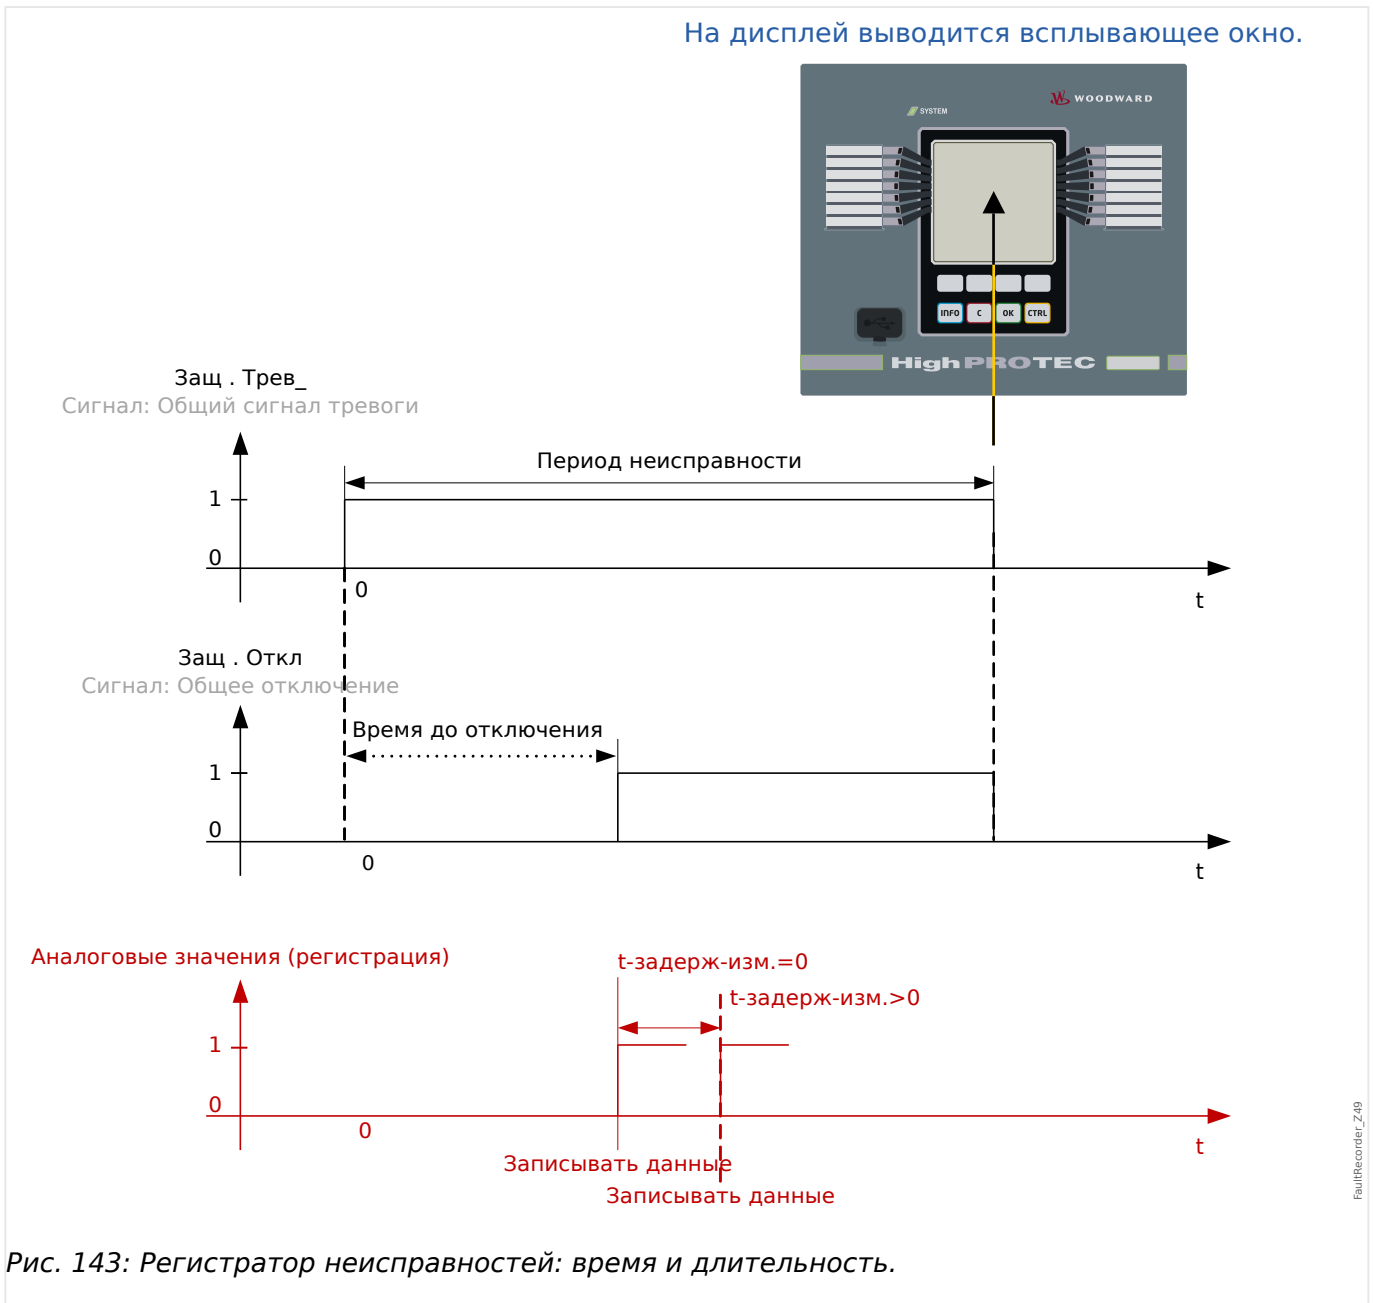 На дисплей выводится всплывающее окно.
WOODWARD
SYSTEM
INFO C OK CTRL
HighPROTEC
Защ . Трев_
Сигнал: Общий сигнал тревоги
Период неисправности
1
0
0
t
Защ . Откл
Сигнал: Общее отключение
Время до отключения
1
0
0
t
Аналоговые значения (регистрация)
t-задерж-изм.=0
t-задерж-изм.>0
1
0
0
t
Записывать данные
Записывать данные
FaultRecorder_Z49
Рис. 143: Регистратор неисправностей: время и длительность.